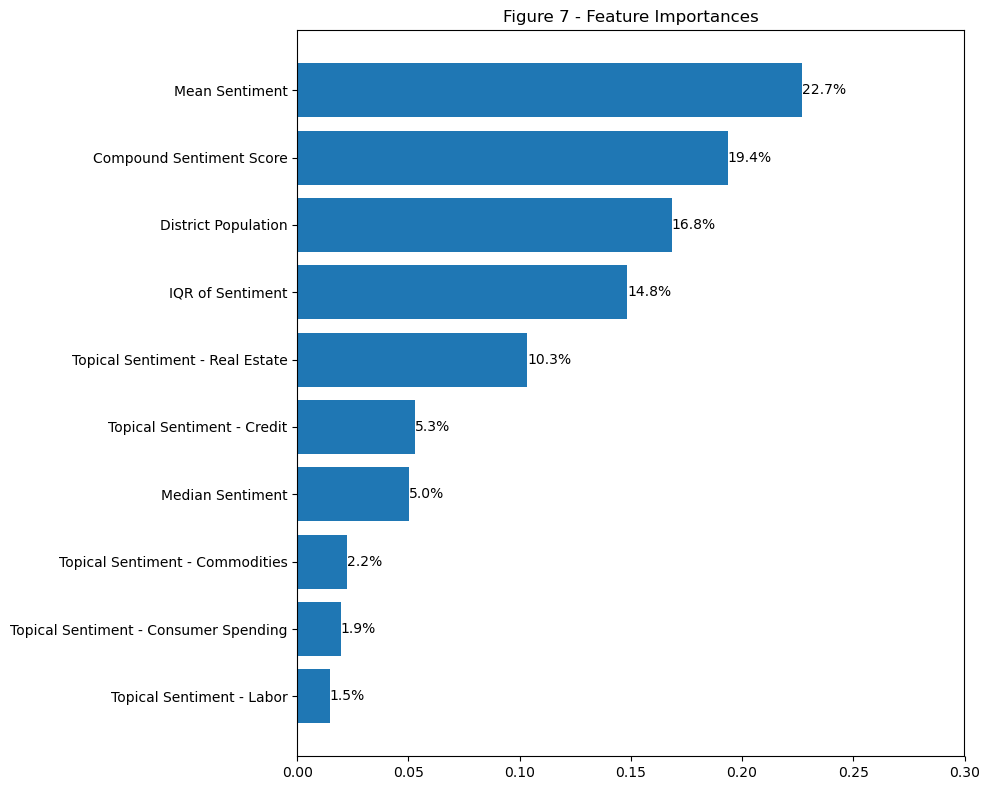 Figure 7 - Feature Importances
Mean Sentiment
22.7%
Compound Sentiment Score
19.4%
District Population
16.8%
IQR of Sentiment
14.8%
Topical Sentiment - Real Estate
10.3%
Topical Sentiment - Credit
5.3%
Median Sentiment
5.0%
Topical Sentiment - Commodities
2.2%
Topical Sentiment - Consumer Spending
1.9%
Topical Sentiment - Labor
1.5%
0.00 0.05 0.10 0.15 0.20 0.25 0.30